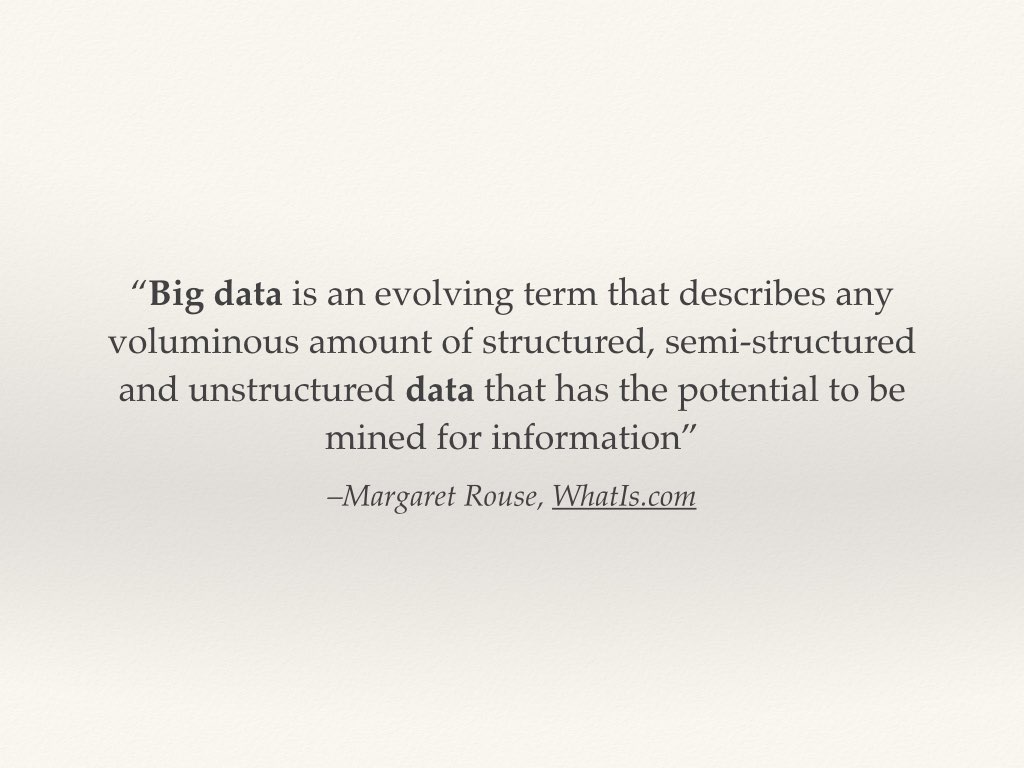 “Big data is an evolving term that describes any
voluminous amount of structured, semi-structured
and unstructured data that has the potential to be
mined for information”
–Margaret Rouse, WhatIs.com